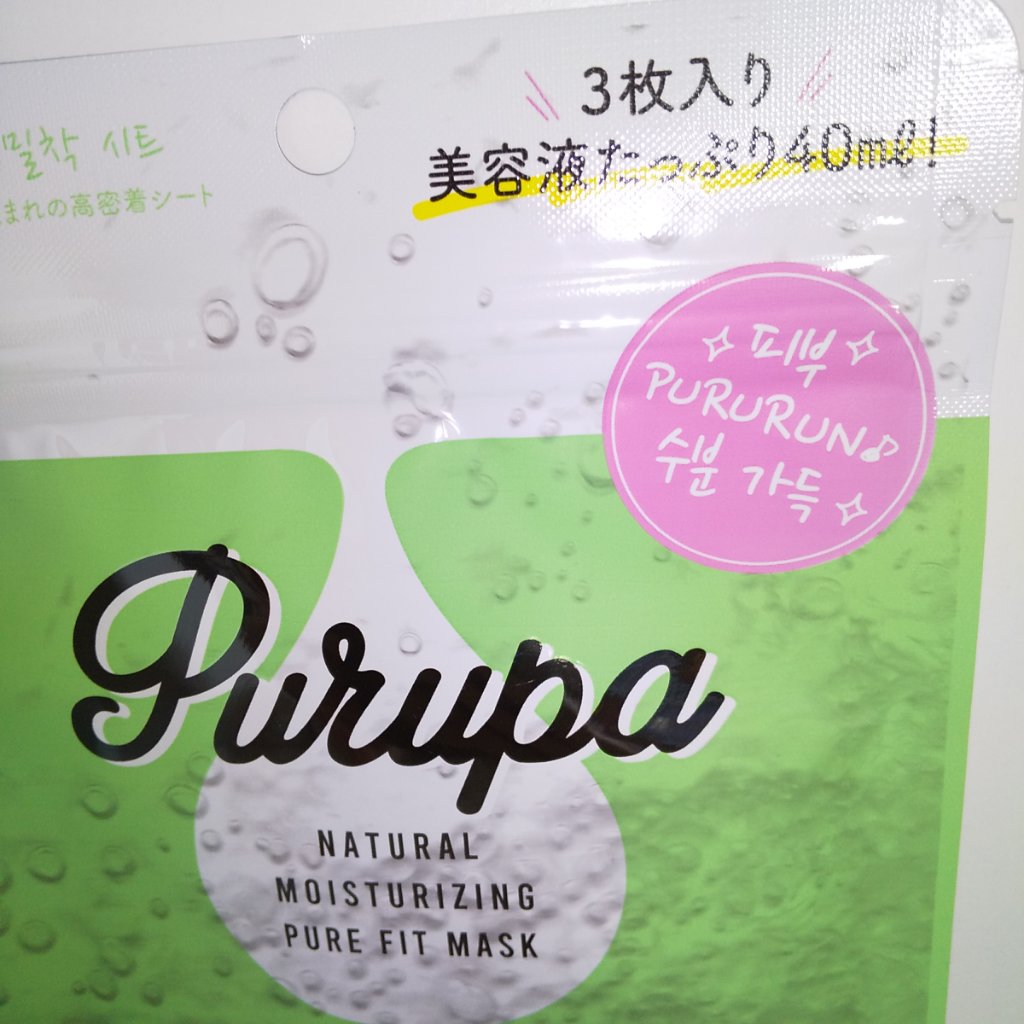 밀착 시트
まれの高密着シート
3枚入り
美容液たっぷり40ml!
피부
PURURUN♪
수분 가득
Purupa
NATURAL
MOISTURIZING
PURE FIT MASK